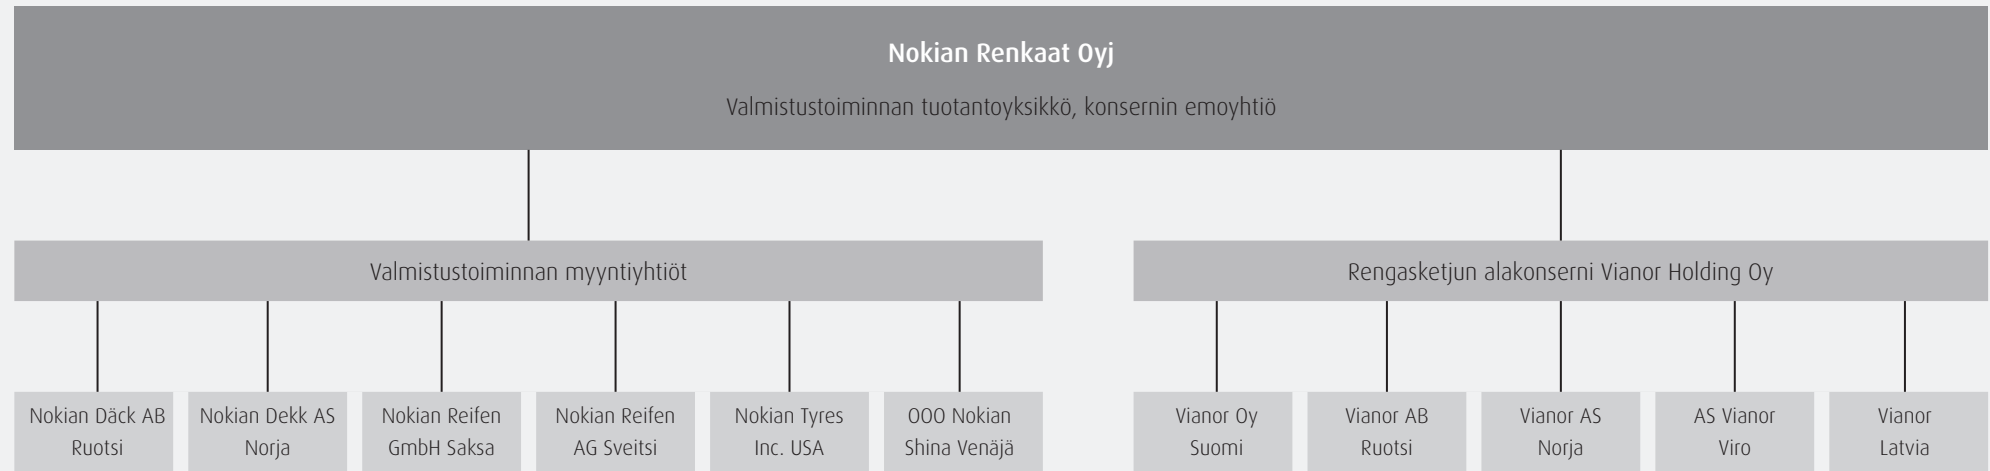 Nokian Renkaat Oyj
Valmistustoiminnan tuotantoyksikkö, konsernin emoyhtiö
Valmistustoiminnan myyntiyhtiöt
Rengasketjun alakonserni Vianor Holding Oy
Nokian Däck AB
Ruotsi
Nokian Dekk AS
Norja
Nokian Reifen
GmbH Saksa
Nokian Reifen
AG Sveitsi
Nokian Tyres
Inc. USA
OOO Nokian
Shina Venäjä
Vianor Oy
Suomi
Vianor AB
Ruotsi
Vianor AS
Norja
AS Vianor
Viro
Vianor
Latvia